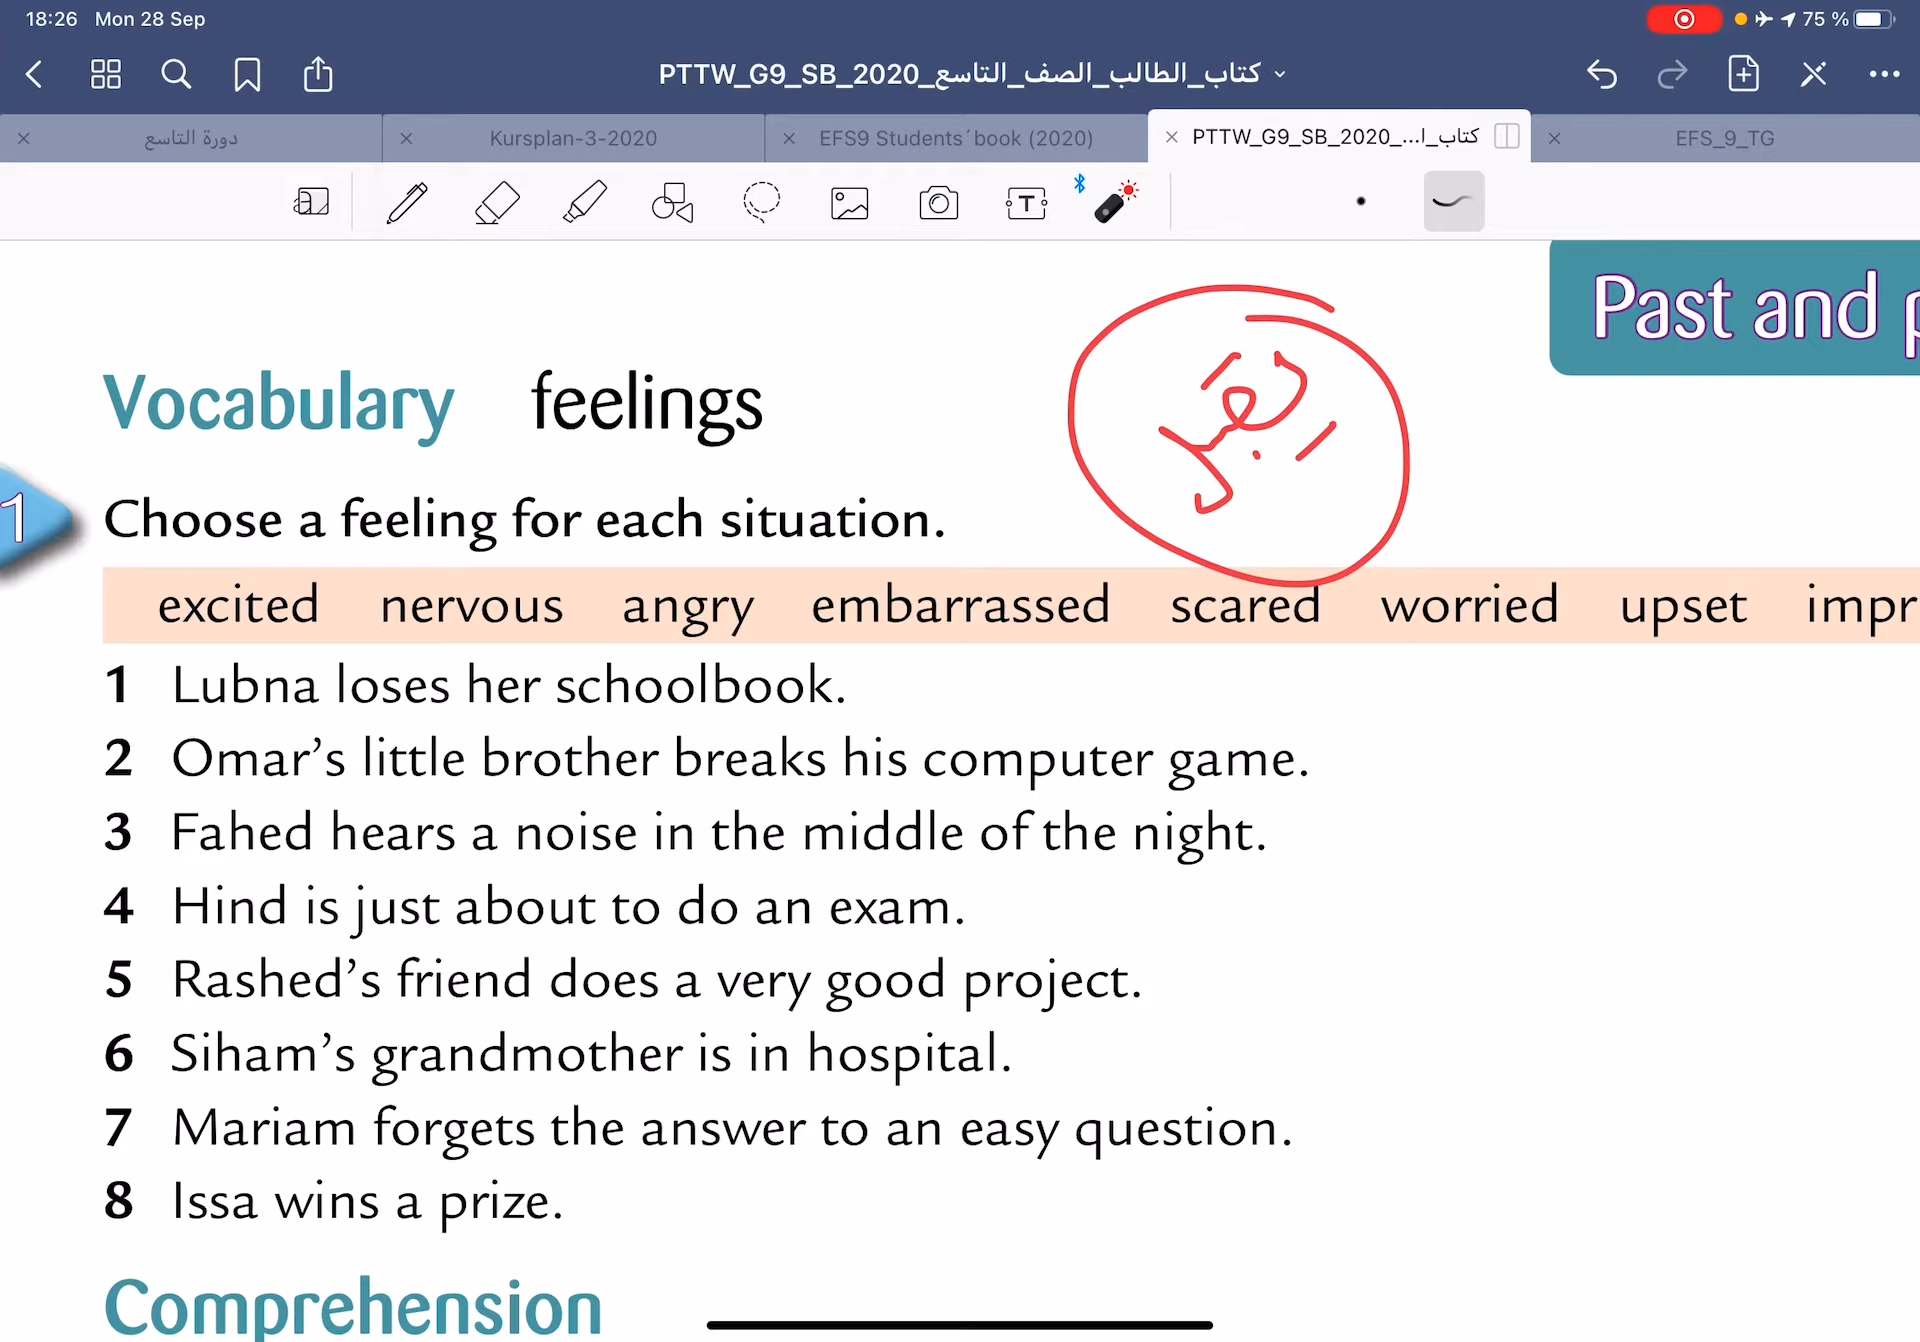 18:26 Mon 28 Sep 75 %
PTTW_G9_SB_2020_كتاب_الطالب_الصف_التاسع
دورة التاسع Kursplan-3-2020 EFS9 Students´book (2020) PTTW_G9_SB_2020_...كتاب_ا EFS_9_TG
Past and p
Vocabulary feelings
1 Choose a feeling for each situation.
excited nervous angry embarrassed scared worried upset impr
1 Lubna loses her schoolbook.
2 Omar’s little brother breaks his computer game.
3 Fahed hears a noise in the middle of the night.
4 Hind is just about to do an exam.
5 Rashed’s friend does a very good project.
6 Siham’s grandmother is in hospital.
7 Mariam forgets the answer to an easy question.
8 Issa wins a prize.
Comprehension